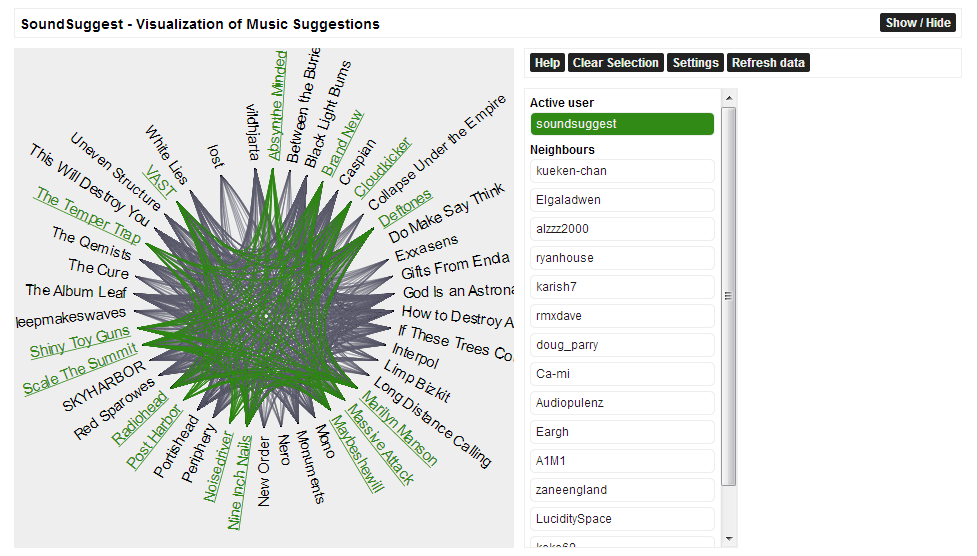 SoundSuggest - Visualization of Music Suggestions
Show / Hide
Help
Clear Selection
Settings
Refresh data
Active user
soundsuggest
Neighbours
kueken-chan
Elgaladwen
alzzz2000
ryanhouse
karish7
rmxdave
doug_parry
Ca-mi
Audiopulenz
Eargh
A1M1
zaneengland
LuciditySpace
vildhjarta
Absynthe Minded
Between the Burie
Black Light Burns
Brand New
Caspian
Cloudkicker
Collapse Under the Empire
Deftones
Do Make Say Think
Exxasens
Gifts From Enola
God Is an Astrona
How to Destroy A
If These Trees Co
Interpol
Limp Bizkit
Long Distance Calling
Marilyn Manson
Massive Attack
Maybeshewill
Mono
Monuments
Nero
New Order
Nine Inch Nails
Noisedriver
Periphery
Portishead
Post Harbor
Radiohead
Red Sparowes
SKYHARBOR
Scale The Summit
Shiny Toy Guns
leepmakeswaves
The Album Leaf
The Cure
The Qemists
The Temper Trap
This Will Destroy You
Uneven Structure
VAST
White Lies
lost